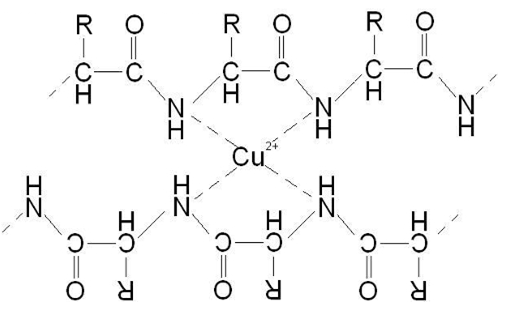 R O R O R O
C C C C C C
H H H
N N N
H H H
Cu²⁺
H H H
N N N
H H H
C C C C C C
O R O R O R